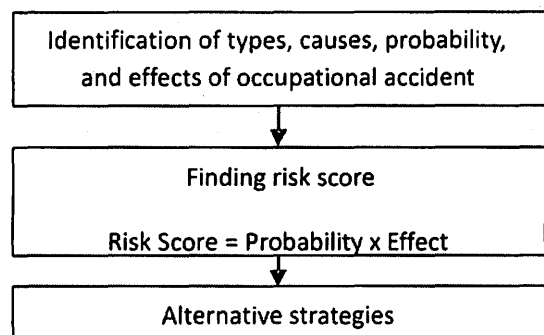 Identification of types, causes, probability,
and effects of occupational accident
Finding risk score
Risk Score = Probability x Effect
Alternative strategies